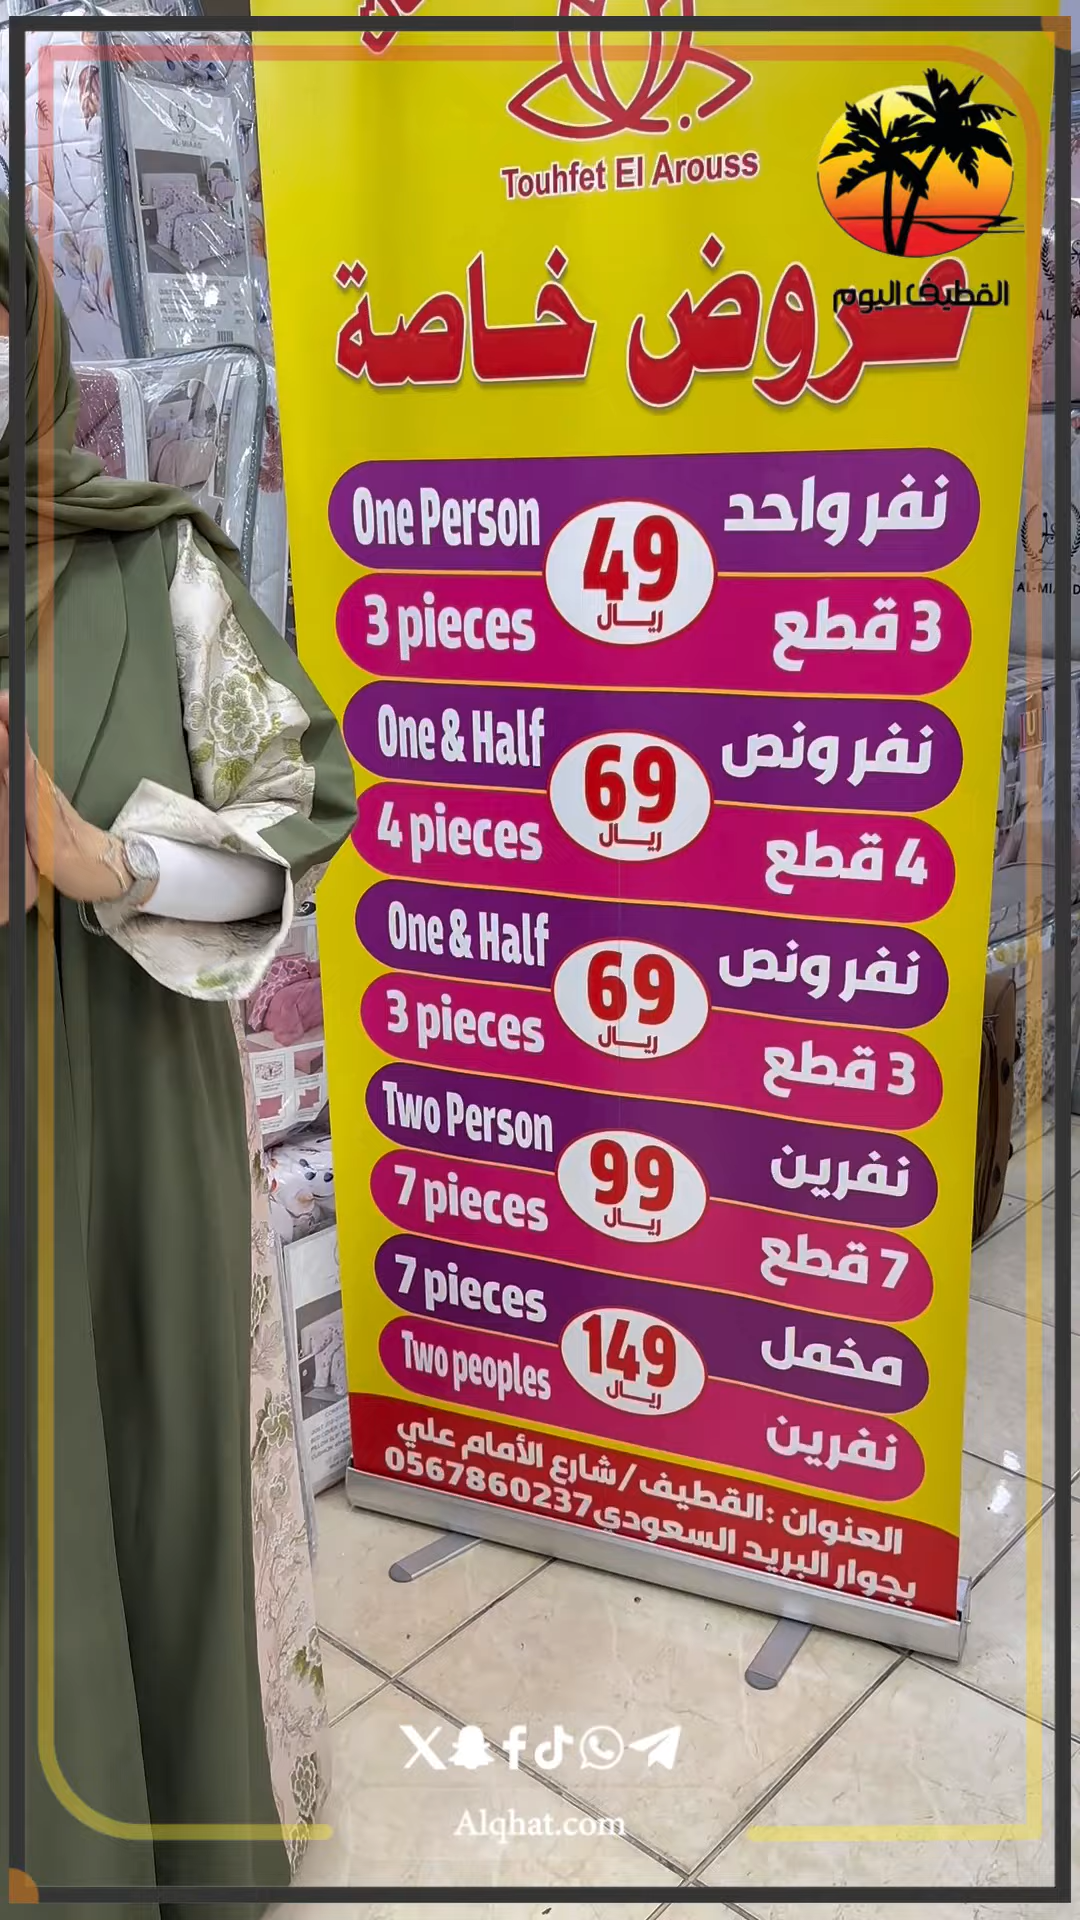 Touhfet El Arouss
القطيف اليوم
عروض خاصة
One Person
49
ريال
نفر واحد
3 pieces
3 قطع
One & Half
69
ريال
نفر ونص
4 pieces
4 قطع
One & Half
69
ريال
نفر ونص
3 pieces
3 قطع
Two Person
99
ريال
نفرين
7 pieces
7 قطع
7 pieces
149
ريال
مخمل
Two peoples
نفرين
العنوان :القطيف/ شارع الأمام علي
بجوار البريد السعودي0567860237
AL-MIAAD
Alqhat.com